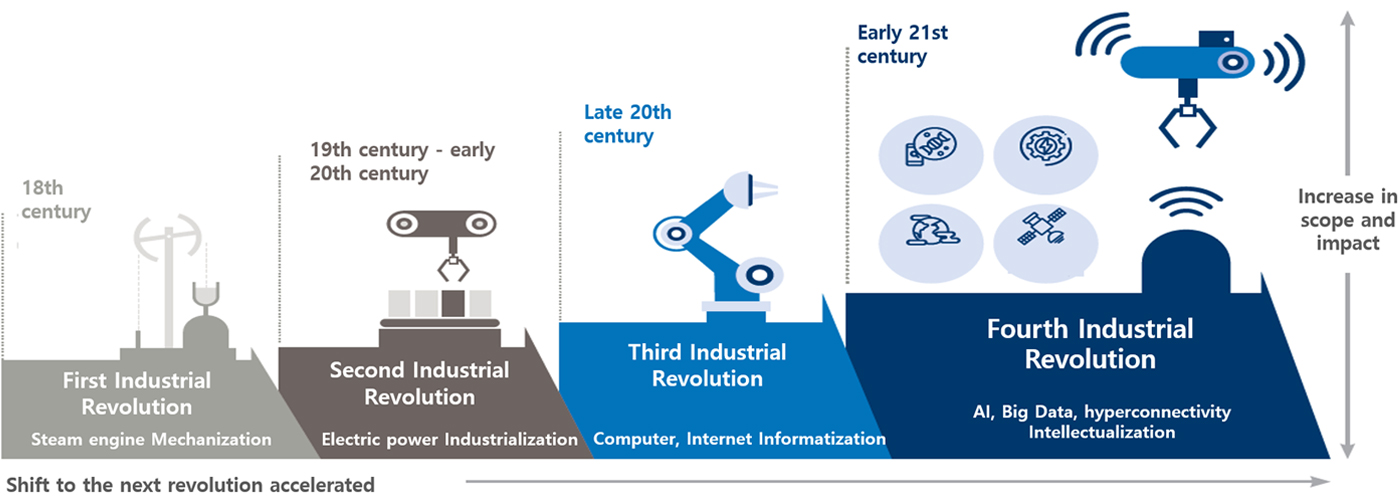 18th
century
First Industrial
Revolution
Steam engine Mechanization
19th century - early
20th century
Second Industrial
Revolution
Electric power Industrialization
Late 20th
century
Third Industrial
Revolution
Computer, Internet Informatization
Early 21st
century
Fourth Industrial
Revolution
AI, Big Data, hyperconnectivity
Intellectualization
Increase in
scope and
impact
Shift to the next revolution accelerated